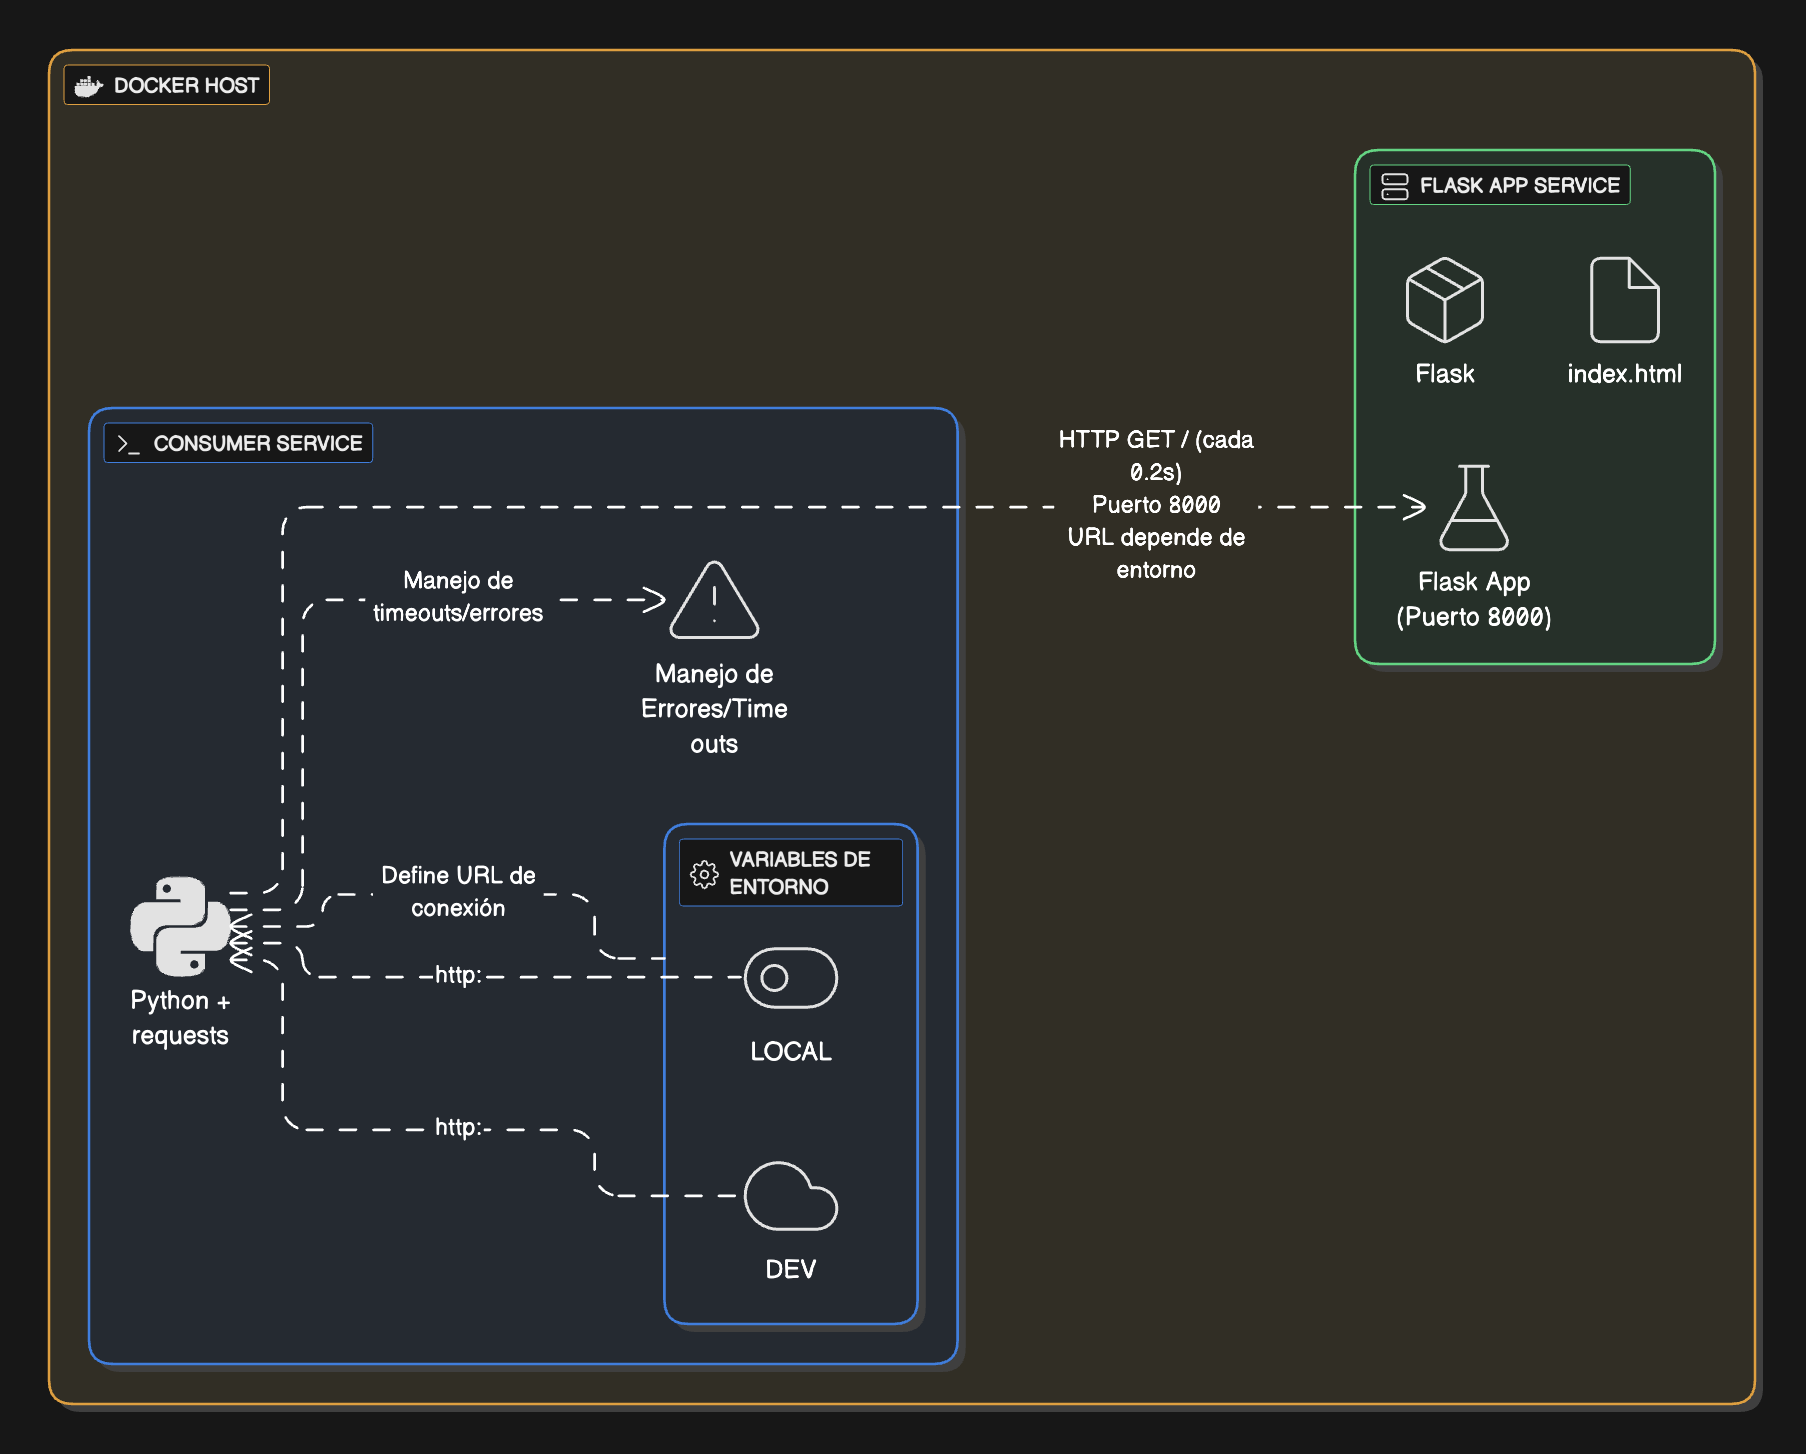 DOCKER HOST
FLASK APP SERVICE
Flask
index.html
CONSUMER SERVICE
HTTP GET / (cada
0.2s)
Puerto 8000
URL depende de
entorno
Flask App
(Puerto 8000)
Manejo de
timeouts/errores
Manejo de
Errores/Time
outs
Define URL de
conexión
VARIABLES DE
ENTORNO
Python +
requests
http:
LOCAL
http:
DEV